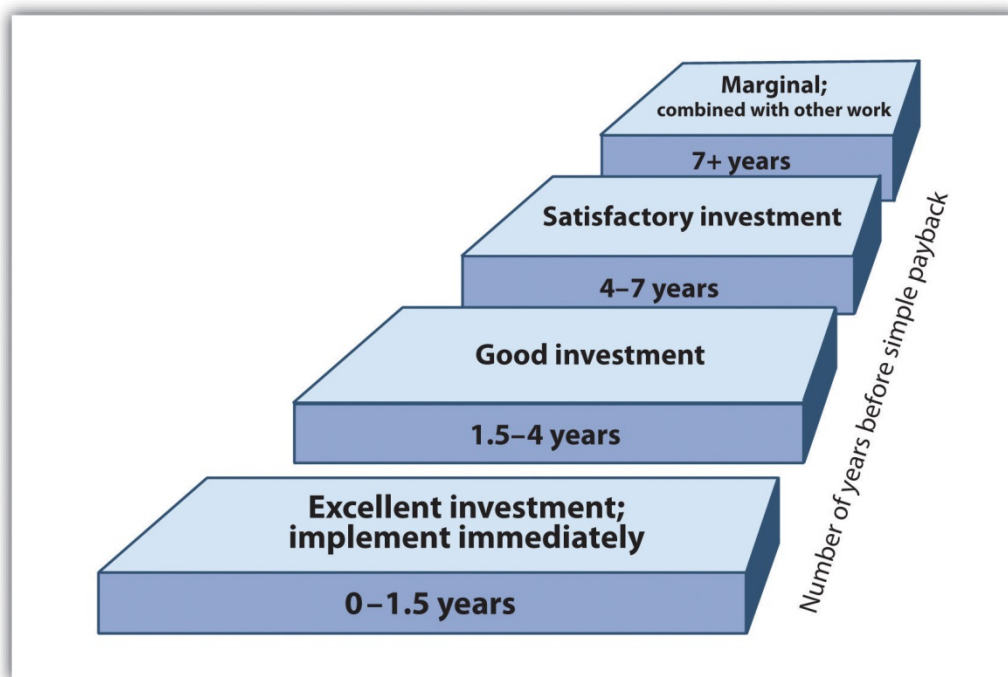 Marginal;
combined with other work
7+ years
Satisfactory investment
4–7 years
Good investment
1.5–4 years
Excellent investment;
implement immediately
0–1.5 years
Number of years before simple payback